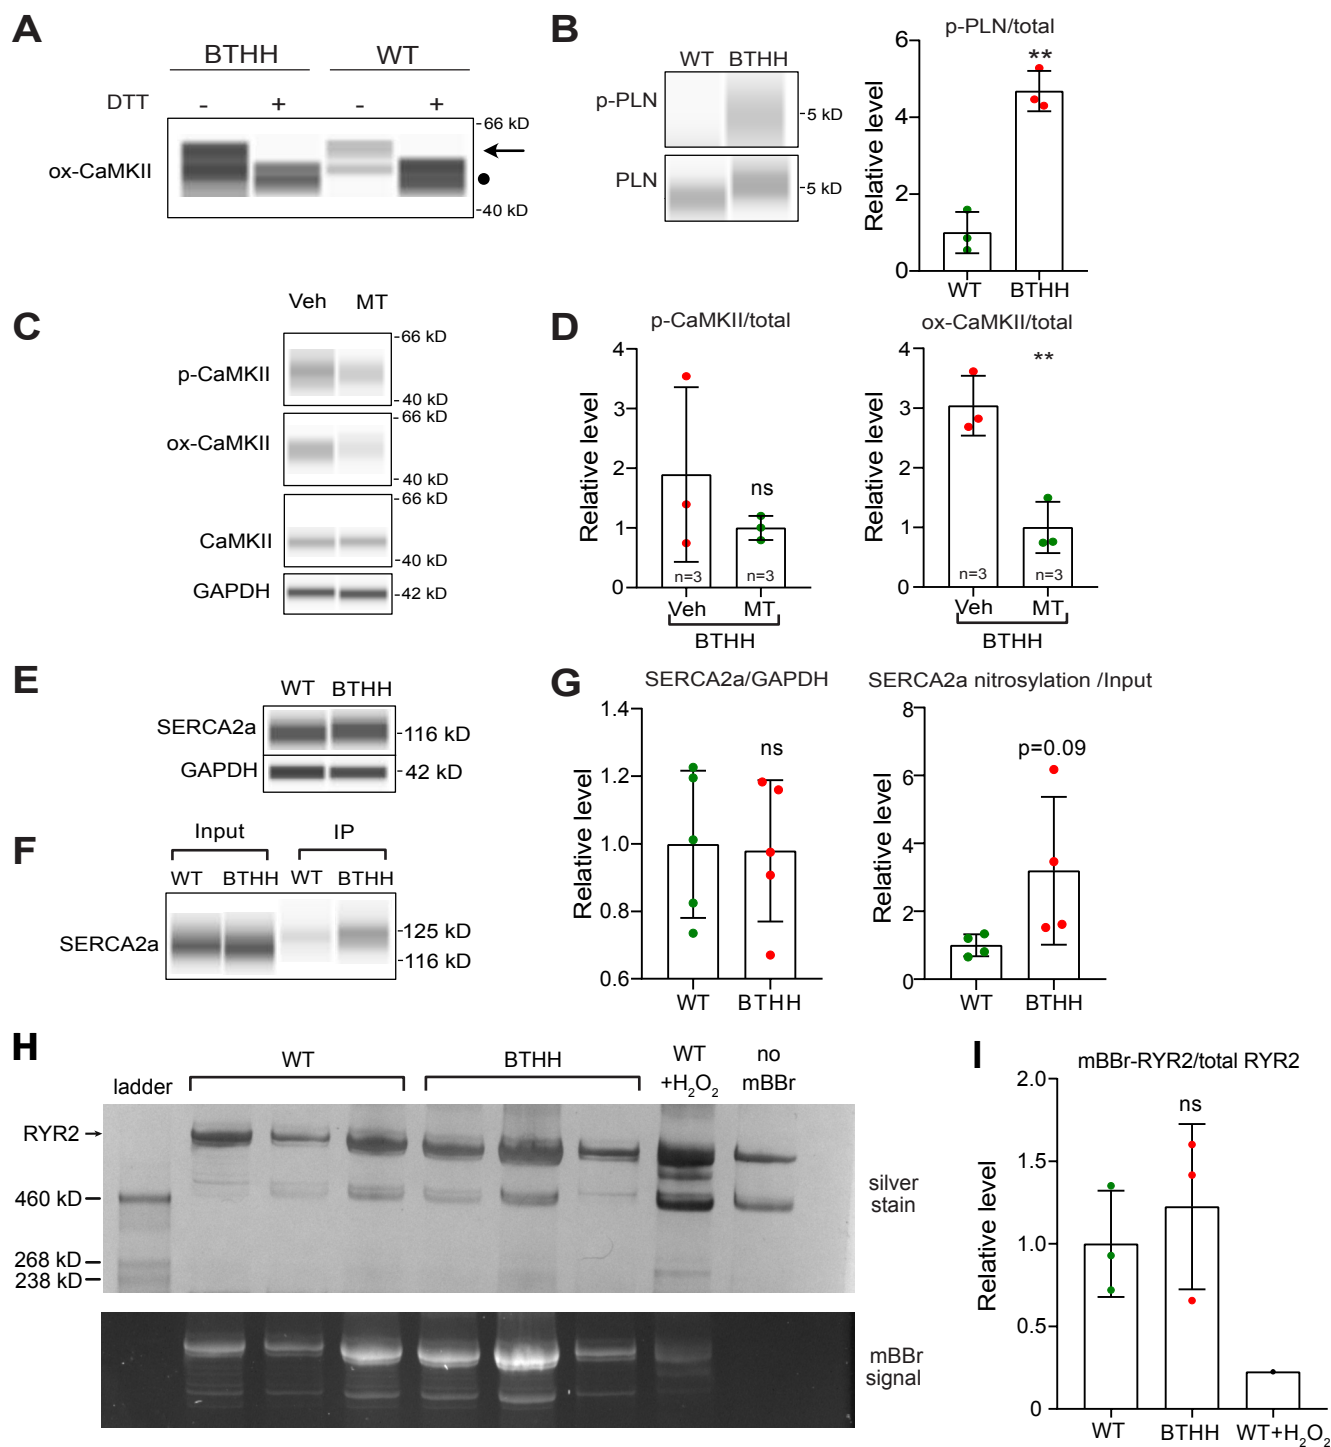 A
BTHH WT
DTT - + - +
ox-CaMKII
-66 kD
-40 kD
B
WT BTHH
p-PLN
-5 kD
PLN
-5 kD
p-PLN/total
**
Relative level
6
4
2
0
WT BTHH
C
Veh MT
p-CaMKII
-66 kD
-40 kD
ox-CaMKII
-66 kD
-40 kD
CaMKII
-66 kD
-40 kD
GAPDH
-42 kD
D
p-CaMKII/total
Relative level
4
3
2
1
0
ns
n=3 n=3
Veh MT
BTHH
ox-CaMKII/total
Relative level
4
3
2
1
0
**
n=3 n=3
Veh MT
BTHH
E
WT BTHH
SERCA2a
-116 kD
GAPDH
-42 kD
F
Input IP
WT BTHH WT BTHH
SERCA2a
-125 kD
-116 kD
G
SERCA2a/GAPDH
Relative level
1.4
1.2
1.0
0.8
0.6
ns
WT BTHH
SERCA2a nitrosylation /Input
Relative level
8
6
4
2
0
p=0.09
WT BTHH
H
ladder
WT
BTHH
WT
+H2O2
no
mBBr
RYR2
460 kD
268 kD
238 kD
silver
stain
mBBr
signal
I
mBBr-RYR2/total RYR2
Relative level
2.0
1.5
1.0
0.5
0
ns
WT BTHH WT+H2O2